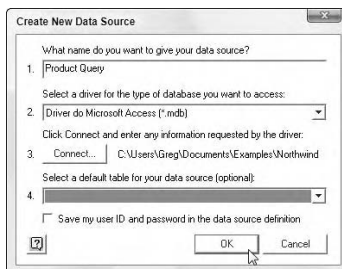 Create New Data Source
What name do you want to give your data source?
1. Product Query
Select a driver for the type of database you want to access:
2. Driver do Microsoft Access (*.mdb)
Click Connect and enter any information requested by the driver:
3. Connect... C:\Users\Greg\Documents\Examples\Northwind
Select a default table for your data source (optional):
4.
Save my user ID and password in the data source definition
?
OK Cancel